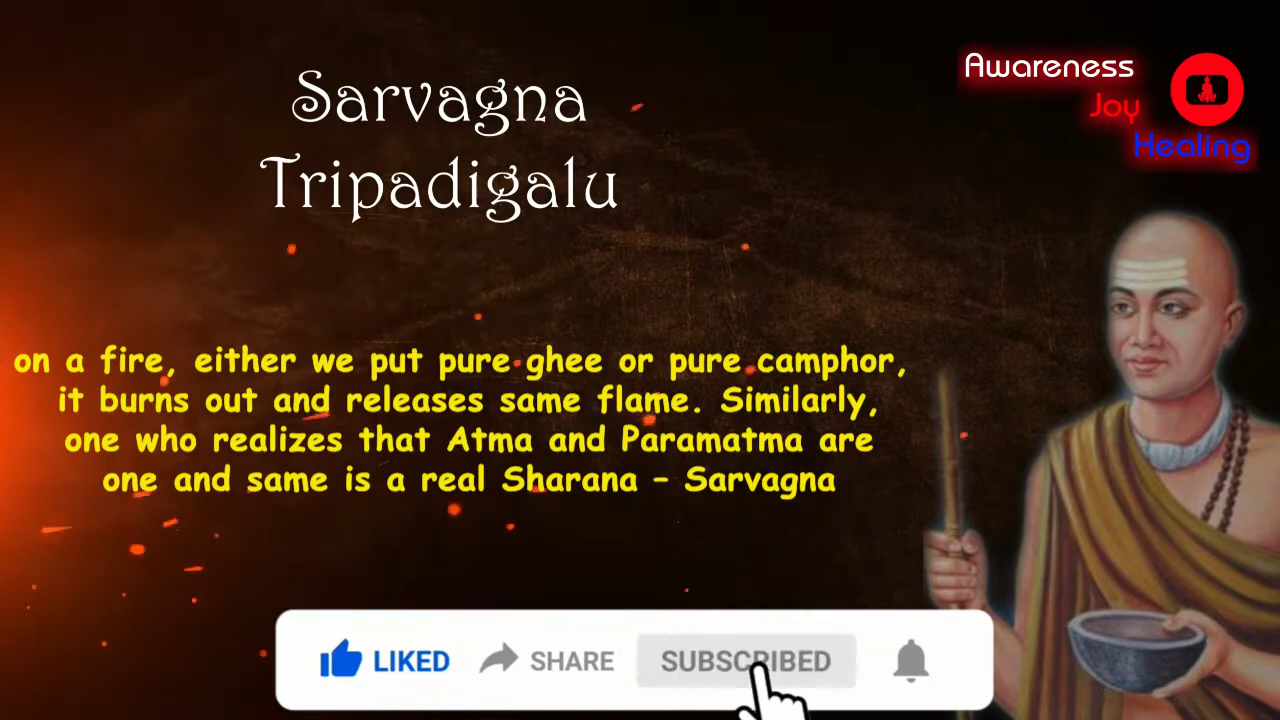 Sarvagna
Tripadigalu
Awareness
Joy
Healing
on a fire, either we put pure ghee or pure camphor,
it burns out and releases same flame. Similarly,
one who realizes that Atma and Paramatma are
one and same is a real Sharana – Sarvagna
LIKED SHARE SUBSCRIBED